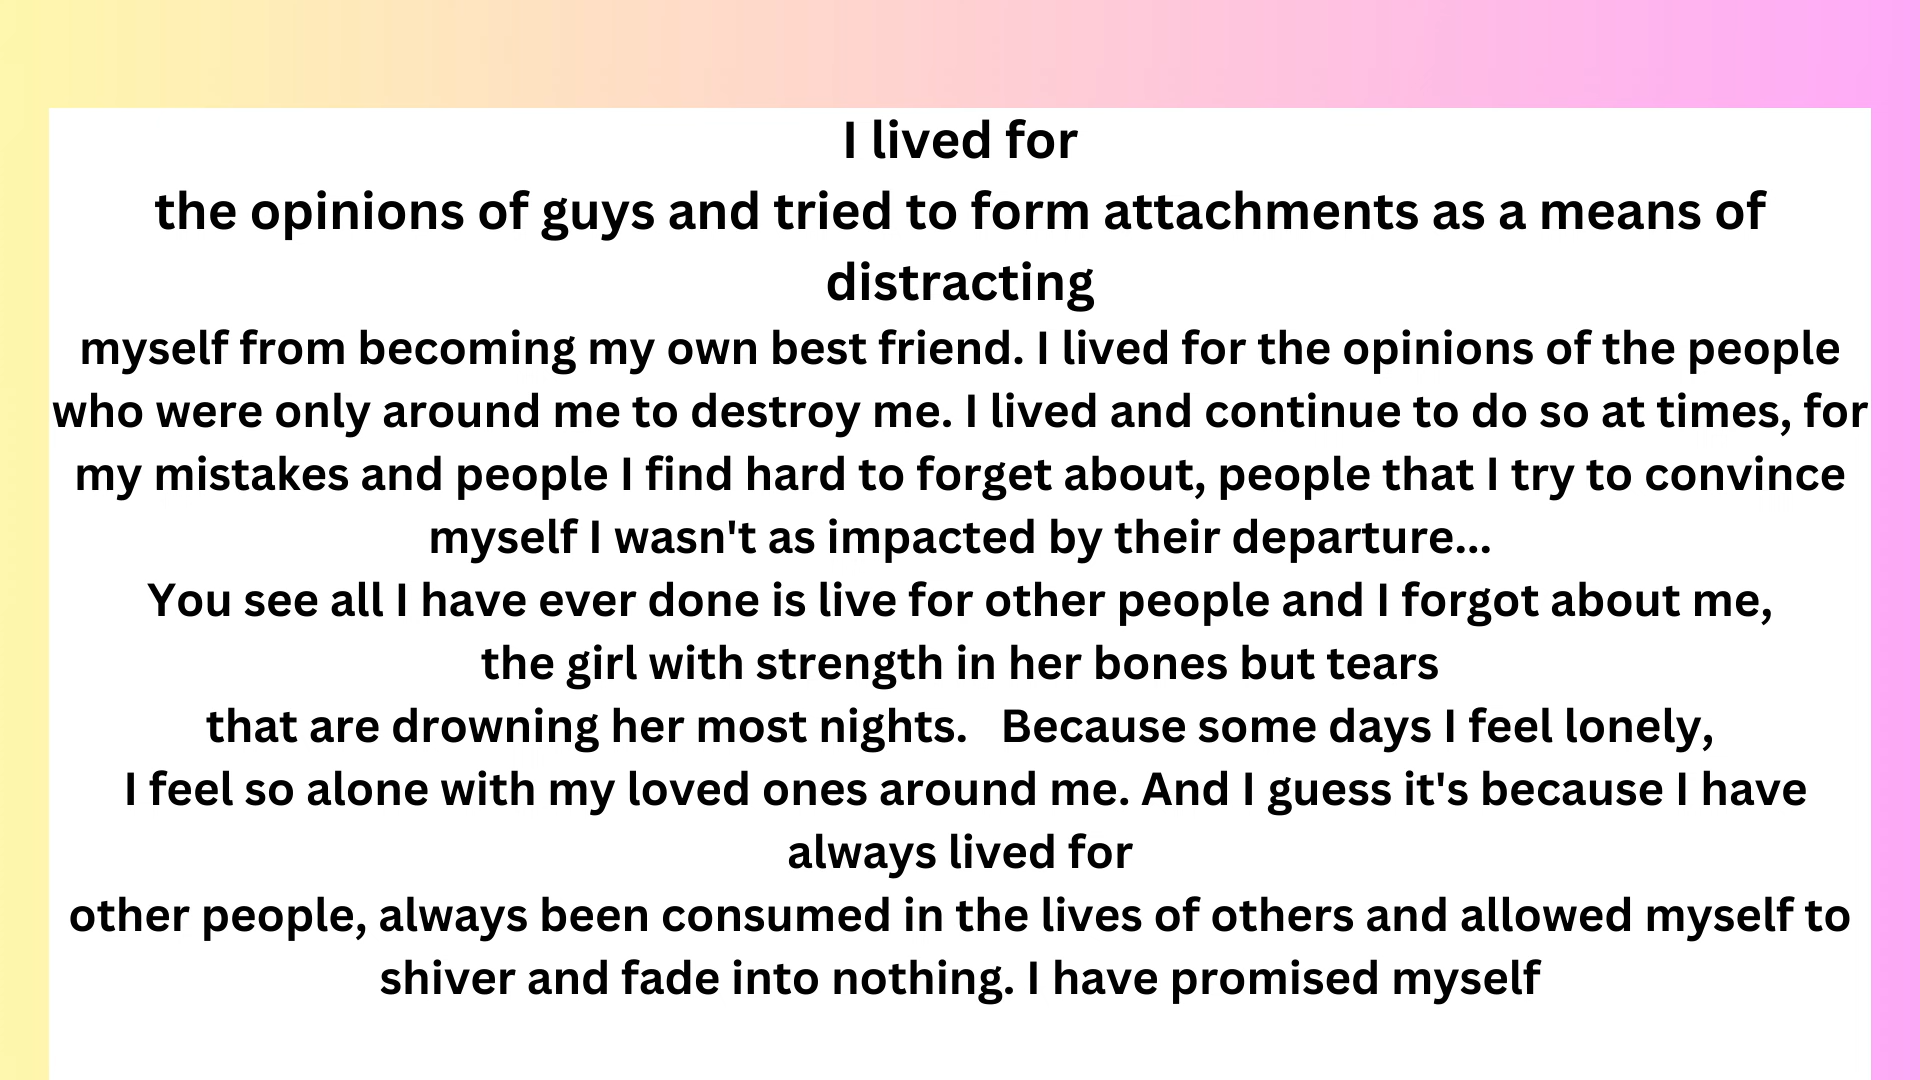 I lived for
the opinions of guys and tried to form attachments as a means of
distracting
myself from becoming my own best friend. I lived for the opinions of the people
who were only around me to destroy me. I lived and continue to do so at times, for
my mistakes and people I find hard to forget about, people that I try to convince
myself I wasn't as impacted by their departure...
You see all I have ever done is live for other people and I forgot about me,
the girl with strength in her bones but tears
that are drowning her most nights.   Because some days I feel lonely,
I feel so alone with my loved ones around me. And I guess it's because I have
always lived for
other people, always been consumed in the lives of others and allowed myself to
shiver and fade into nothing. I have promised myself